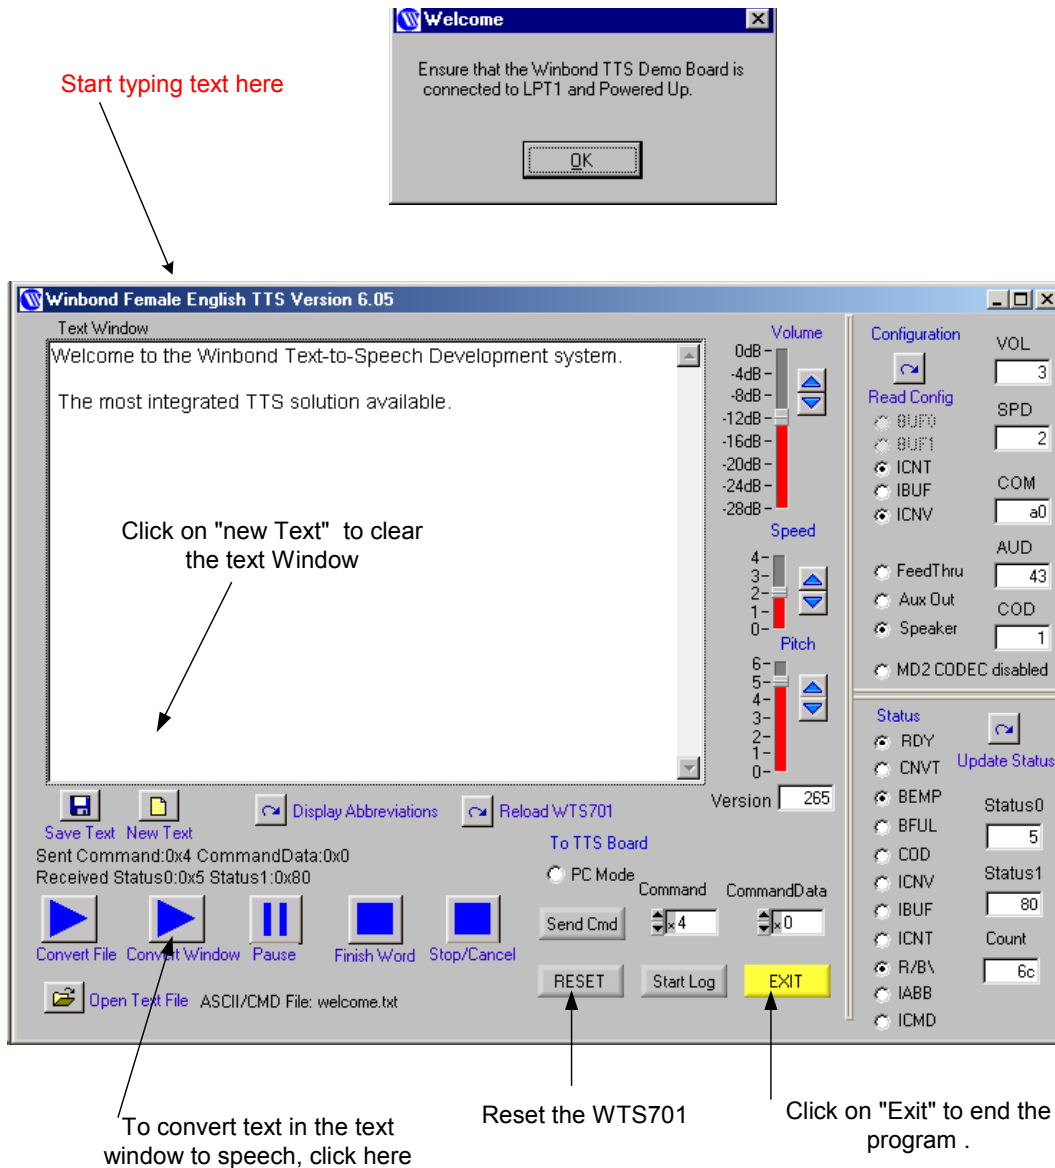 Welcome
Ensure that the Winbond TTS Demo Board is
connected to LPT1 and Powered Up.
OK
Start typing text here
Winbond Female English TTS Version 6.05
Text Window
Welcome to the Winbond Text-to-Speech Development system.
The most integrated TTS solution available.
Click on "new Text" to clear
the text Window
Volume
0dB
-4dB
-8dB
-12dB
-16dB
-20dB
-24dB
-28dB
Speed
4
3
2
1
0
Pitch
6
5
4
3
2
1
0
Version 265
Configuration
Read Config
BUF0
BUF1
ICNT
IBUF
ICNV
FeedThru
Aux Out
Speaker
MD2 CODEC disabled
VOL
3
SPD
2
COM
a0
AUD
43
COD
1
Status
RDY
CNVT
BEMP
BFUL
COD
ICNV
IBUF
ICNT
R/B\
IABB
ICMD
Update Status
Status0
5
Status1
80
Count
6c
Save Text New Text
Display Abbreviations
Reload WTS701
Sent Command:0x4 CommandData:0x0
Received Status0:0x5 Status1:0x80
To TTS Board
PC Mode
Command
CommandData
Send Cmd
x 4
x 0
Convert File Convert Window Pause Finish Word Stop/Cancel
RESET
Start Log
EXIT
Open Text File ASCII/CMD File: welcome.txt
To convert text in the text
window to speech, click here
Reset the WTS701
Click on "Exit" to end the
program .